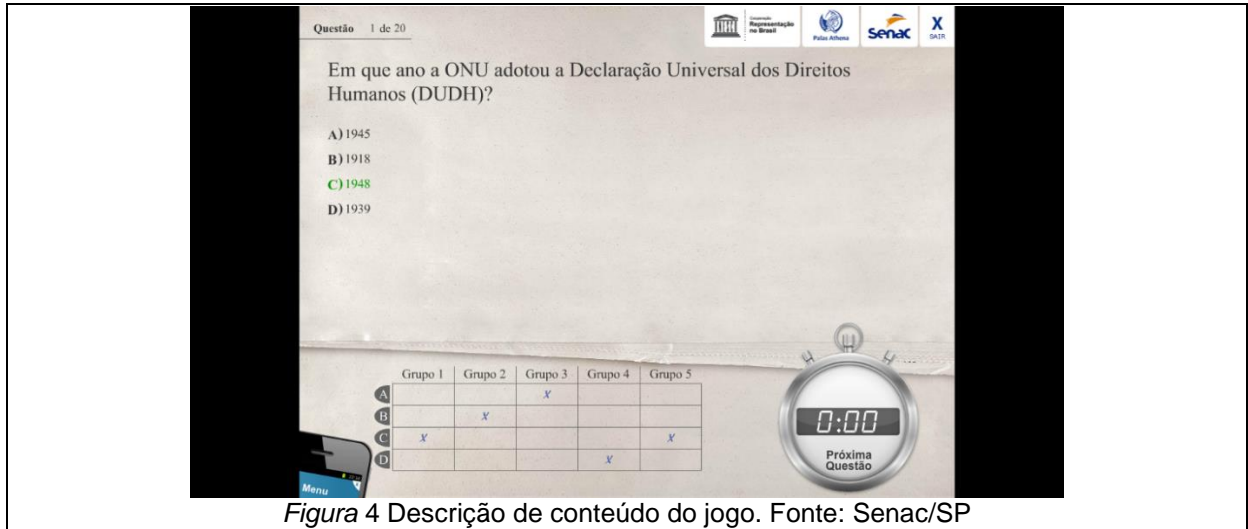 Questão 1 de 20
Cooperação
Representação
no Brasil
Palas Athena
Senac
X
SAIR
Em que ano a ONU adotou a Declaração Universal dos Direitos
Humanos (DUDH)?
A) 1945
B) 1918
C) 1948
D) 1939
Grupo 1 Grupo 2 Grupo 3 Grupo 4 Grupo 5
A x
B x
C x x
D x
0:00
Próxima
Questão
Menu
Figura 4 Descrição de conteúdo do jogo. Fonte: Senac/SP